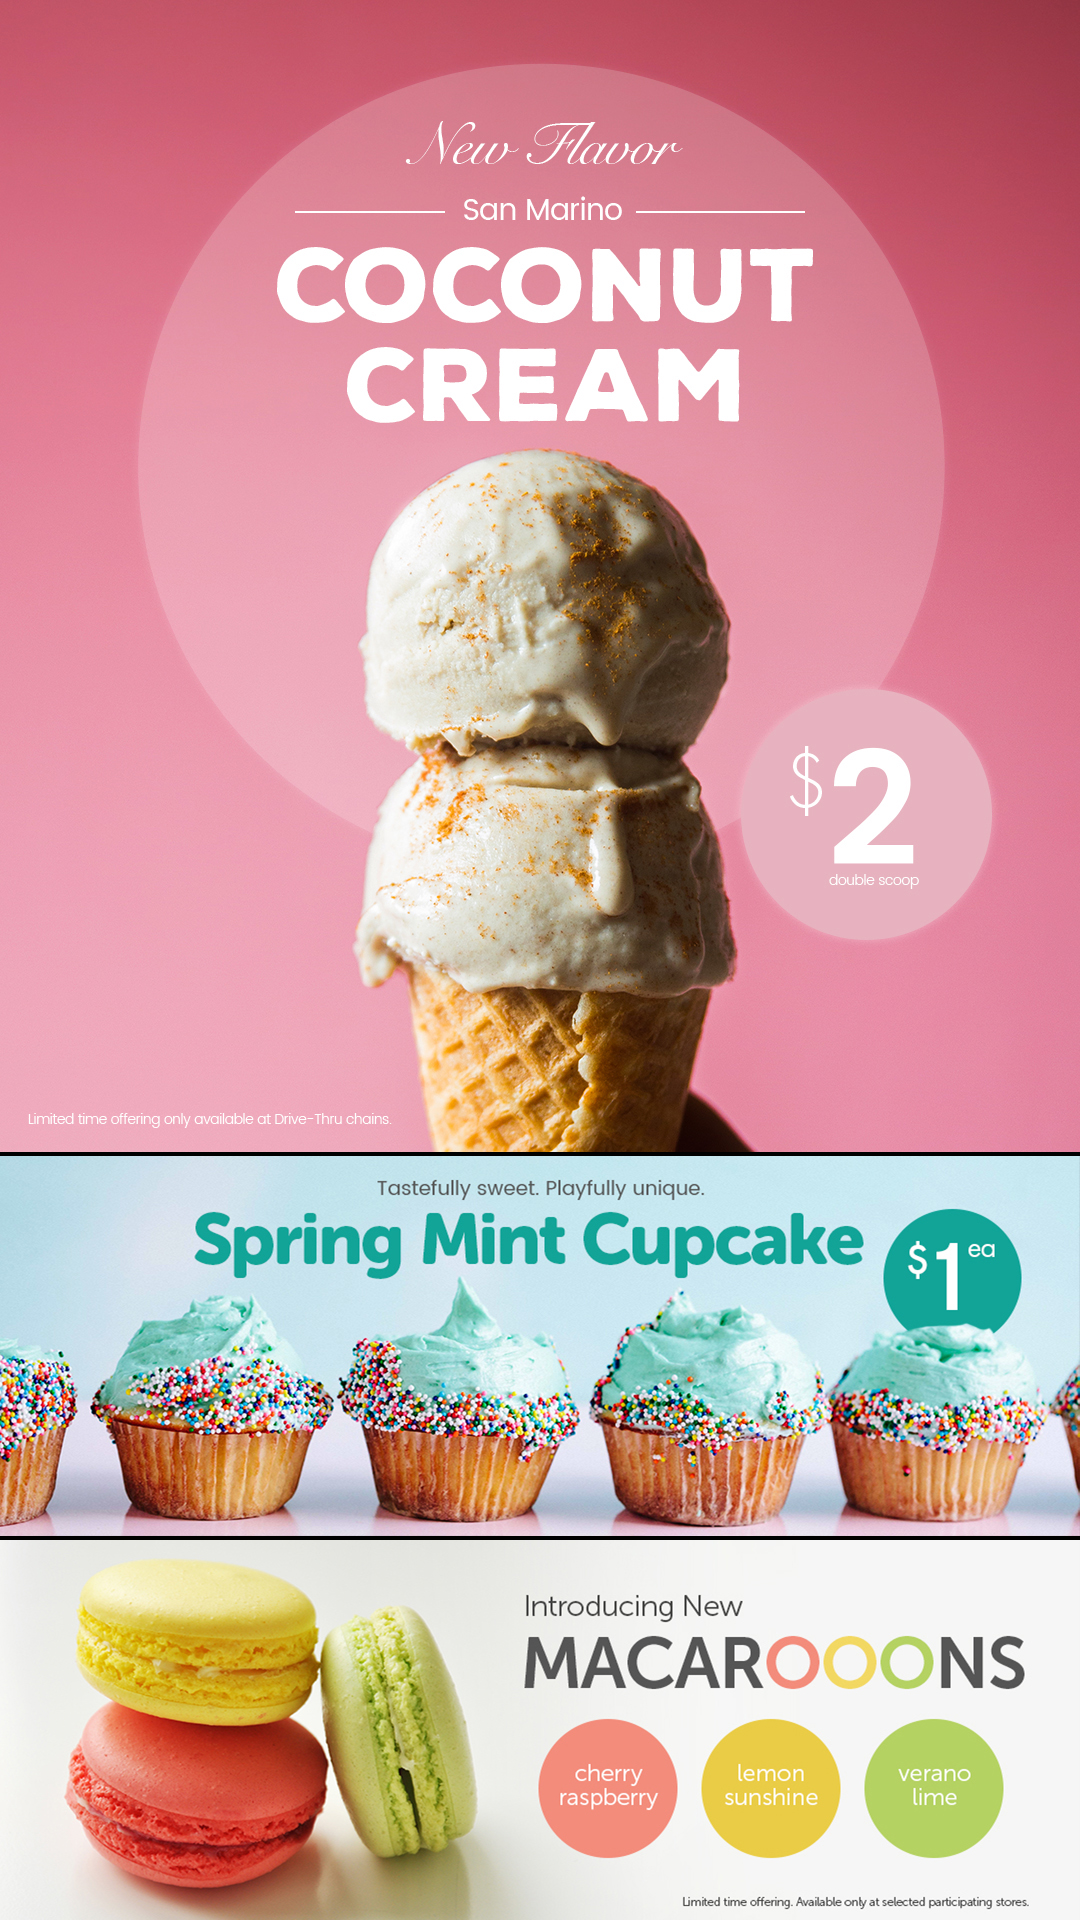 New Flavor
San Marino
COCONUT
CREAM
$2
double scoop
Limited time offering only available at Drive-Thru chains.
Tastefully sweet. Playfully unique.
Spring Mint Cupcake
$1 ea
Introducing New
MACAROOONS
cherry
raspberry
lemon
sunshine
verano
lime
Limited time offering. Available only at selected participating stores.